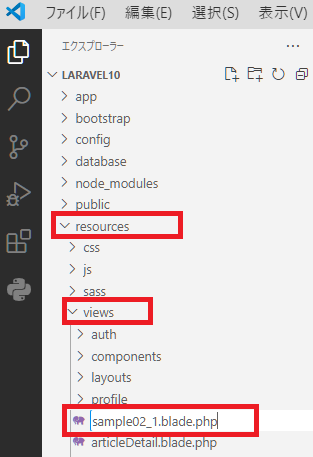 ファイル(F) 編集(E) 選択(S) 表示(V)
エクスプローラー ...
LARAVEL10
app
bootstrap
config
database
node_modules
public
resources
css
js
sass
views
auth
components
layouts
profile
sample02_1.blade.php
articleDetail.blade.php